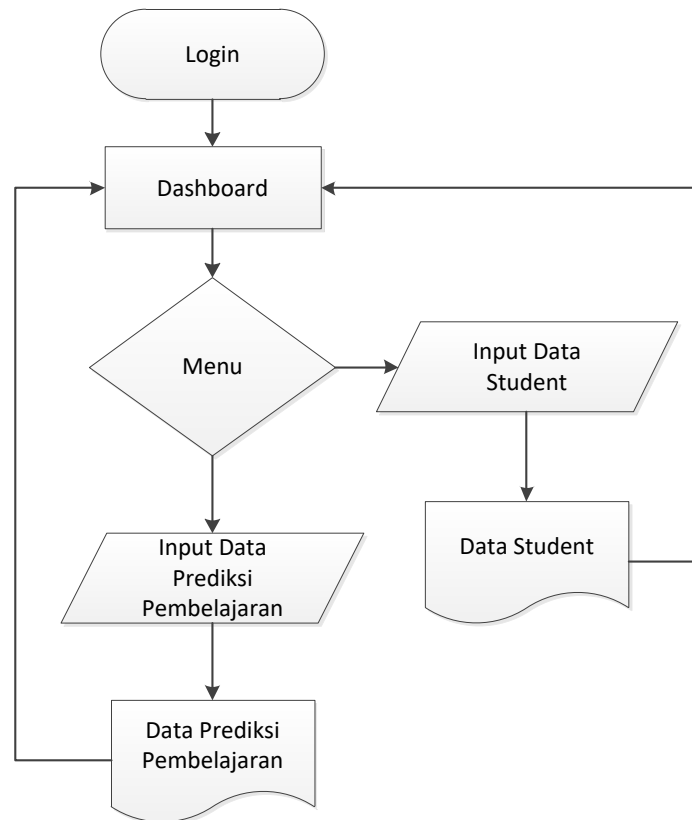 Login
Dashboard
Menu
Input Data
Student
Data Student
Input Data
Prediksi
Pembelajaran
Data Prediksi
Pembelajaran